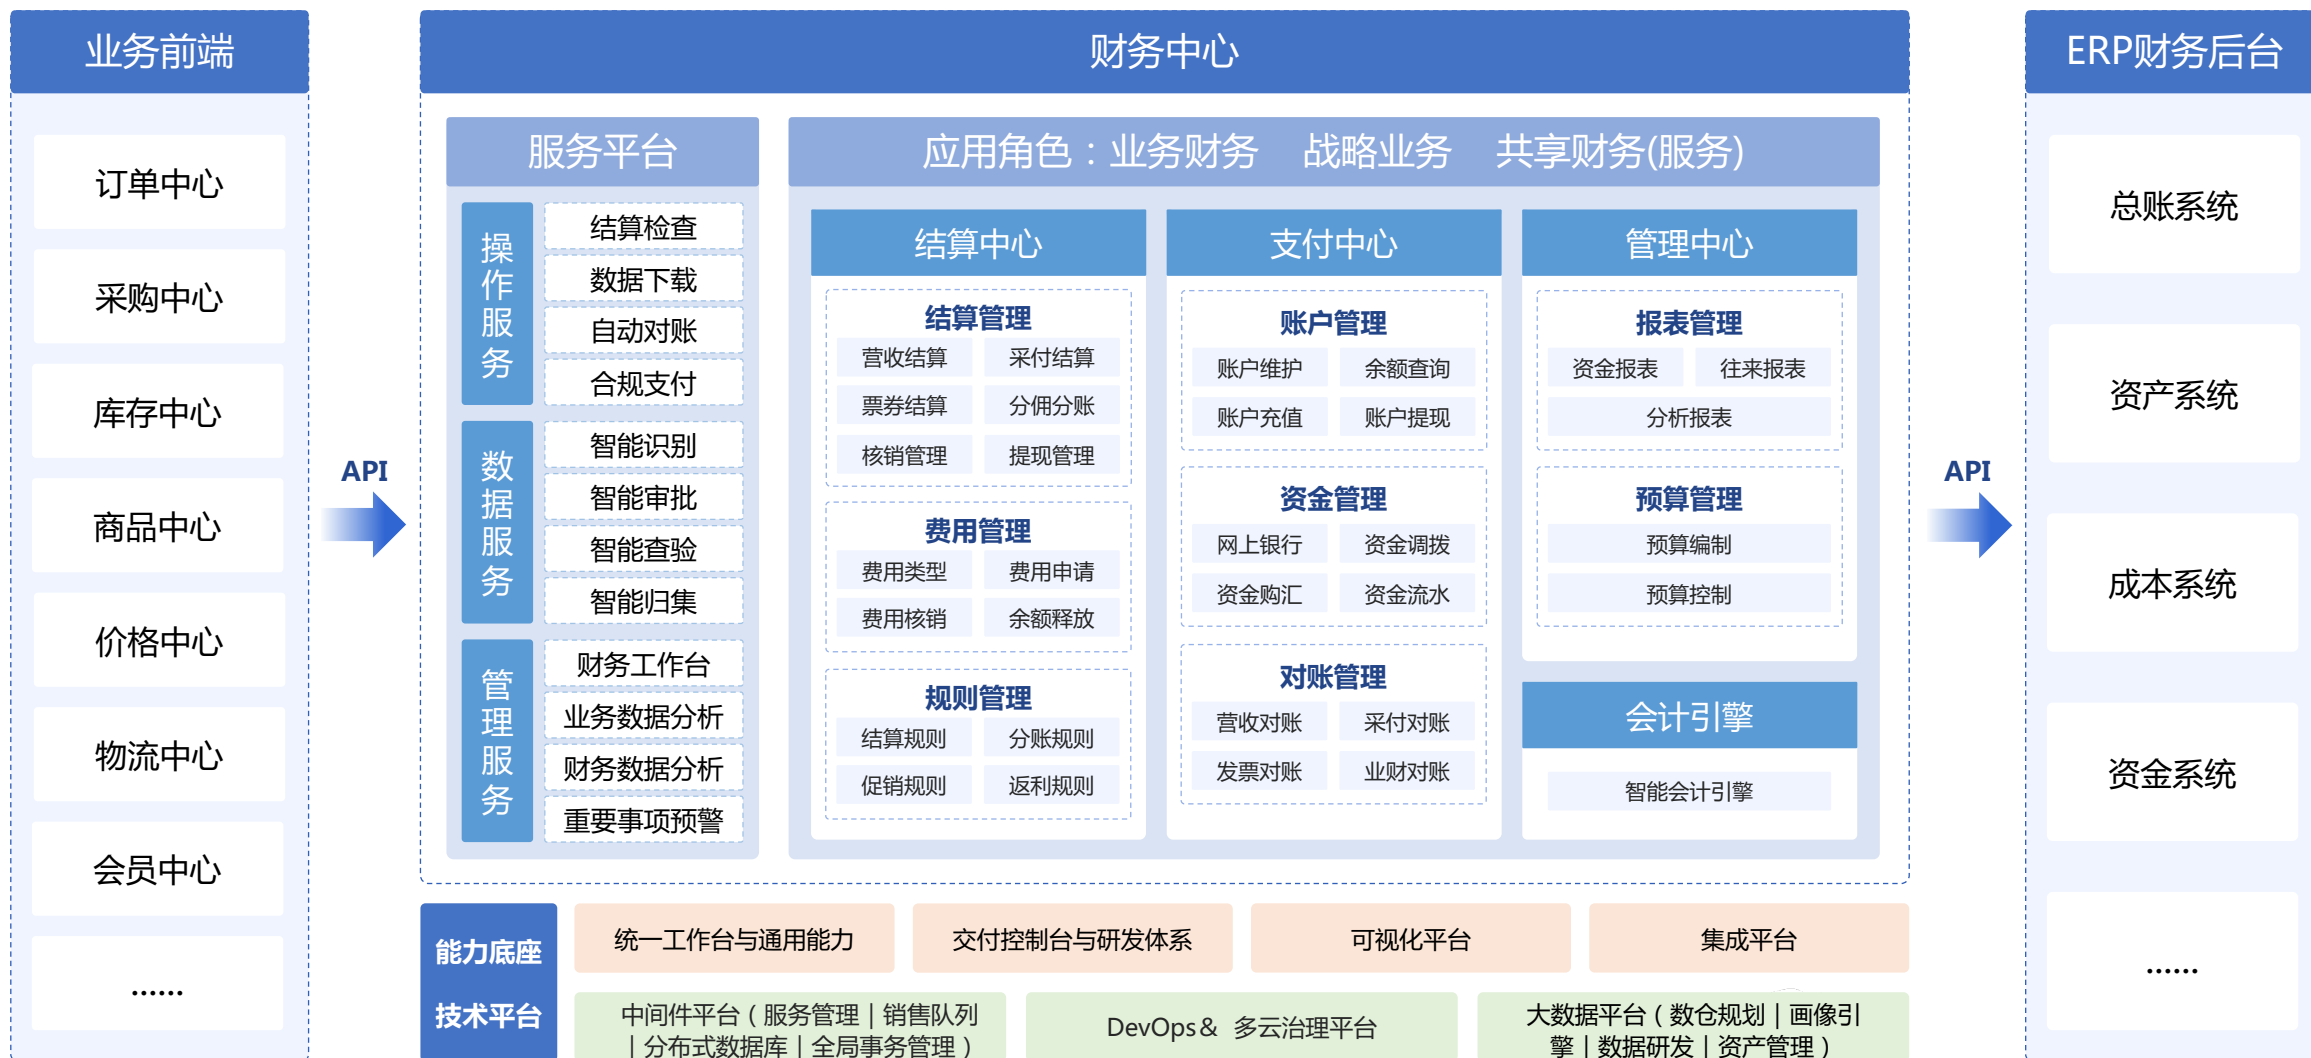 业务前端
订单中心
采购中心
库存中心
商品中心
价格中心
物流中心
会员中心
......
API
财务中心
服务平台
操作服务
结算检查
数据下载
自动对账
合规支付
数据服务
智能识别
智能审批
智能查验
智能归集
管理服务
财务工作台
业务数据分析
财务数据分析
重要事项预警
应用角色：业务财务 战略业务 共享财务(服务)
结算中心
结算管理
营收结算 采付结算
票券结算 分佣分账
核销管理 提现管理
费用管理
费用类型 费用申请
费用核销 余额释放
规则管理
结算规则 分账规则
促销规则 返利规则
支付中心
账户管理
账户维护 余额查询
账户充值 账户提现
资金管理
网上银行 资金调拨
资金购汇 资金流水
对账管理
营收对账 采付对账
发票对账 业财对账
管理中心
报表管理
资金报表 往来报表
分析报表
预算管理
预算编制
预算控制
会计引擎
智能会计引擎
API
ERP财务后台
总账系统
资产系统
成本系统
资金系统
......
能力底座
统一工作台与通用能力
交付控制台与研发体系
可视化平台
集成平台
技术平台
中间件平台（服务管理｜销售队列
｜分布式数据库｜全局事务管理）
DevOps& 多云治理平台
大数据平台（数仓规划｜画像引
擎｜数据研发｜资产管理）